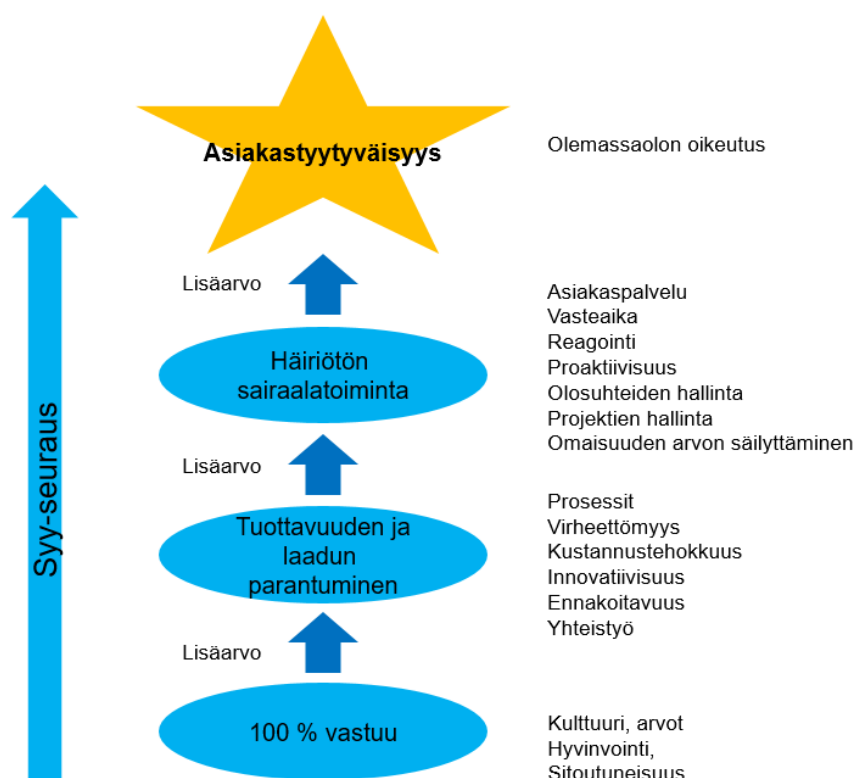 Asiakastyytyväisyys
Olemassaolon oikeutus
Lisäarvo
Häiriötön
sairaalatoiminta
Asiakaspalvelu
Vasteaika
Reagointi
Proaktiivisuus
Olosuhteiden hallinta
Projektien hallinta
Omaisuuden arvon säilyttäminen
Lisäarvo
Tuottavuuden ja
laadun
parantuminen
Prosessit
Virheettömyys
Kustannustehokkuus
Innovatiivisuus
Ennakoitavuus
Yhteistyö
Lisäarvo
100 % vastuu
Kulttuuri, arvot
Hyvinvointi,
Sitoutuneisuus
Syy-seuraus